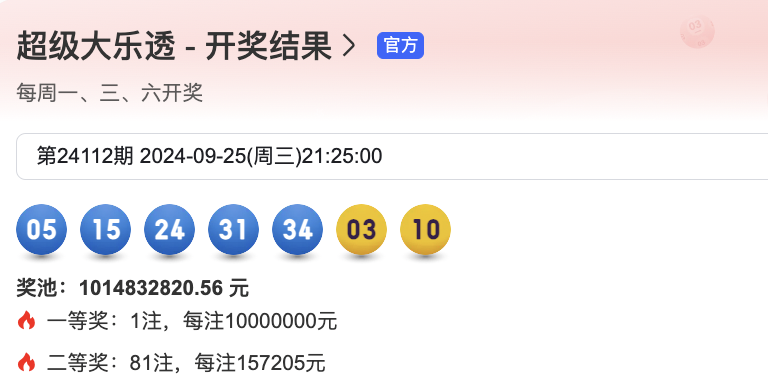 超级大乐透 - 开奖结果 > 官方
每周一、三、六开奖
第24112期 2024-09-25(周三)21:25:00
05 15 24 31 34 03 10
奖池：1014832820.56 元
一等奖：1注，每注10000000元
二等奖：81注，每注157205元